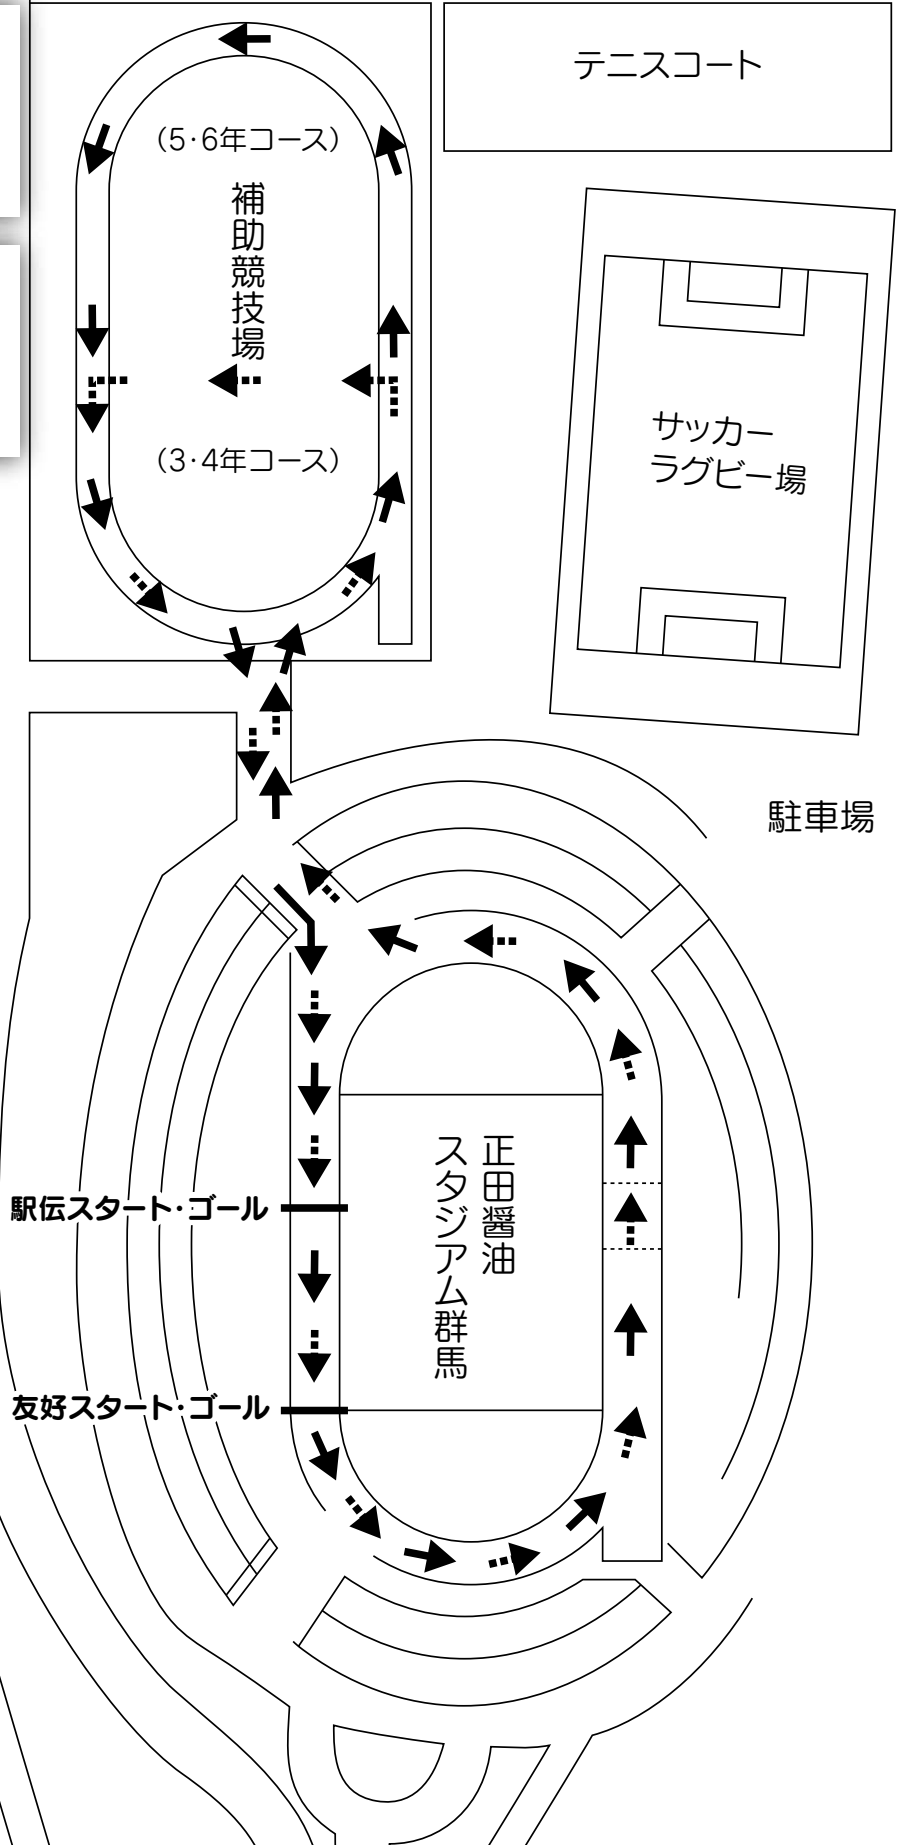 テニスコート
（5·6年コース）
補助競技場
（3·4年コース）
サッカー
ラグビー場
駐車場
正田醤油
スタジアム群馬
駅伝スタート·ゴール
友好スタート·ゴール